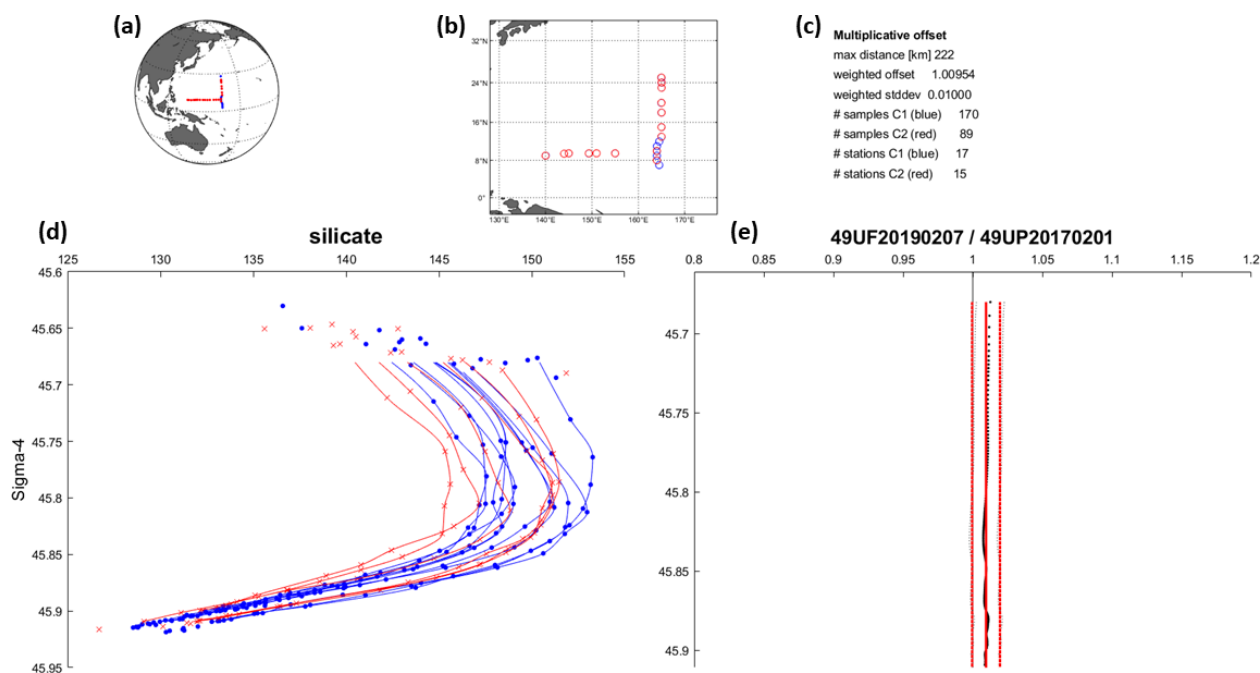 (a)
(b)
32°N
24°N
16°N
8°N
0°
130°E 140°E 150°E 160°E 170°E
(c)
Multiplicative offset
max distance [km] 222
weighted offset 1.00954
weighted stddev 0.01000
# samples C1 (blue) 170
# samples C2 (red) 89
# stations C1 (blue) 17
# stations C2 (red) 15
(d)
silicate
125 130 135 140 145 150 155
45.6
45.65
45.7
45.75
45.8
45.85
45.9
45.95
Sigma-4
(e)
49UF20190207 / 49UP20170201
0.8 0.85 0.9 0.95 1 1.05 1.1 1.15 1.2
45.7
45.75
45.8
45.85
45.9